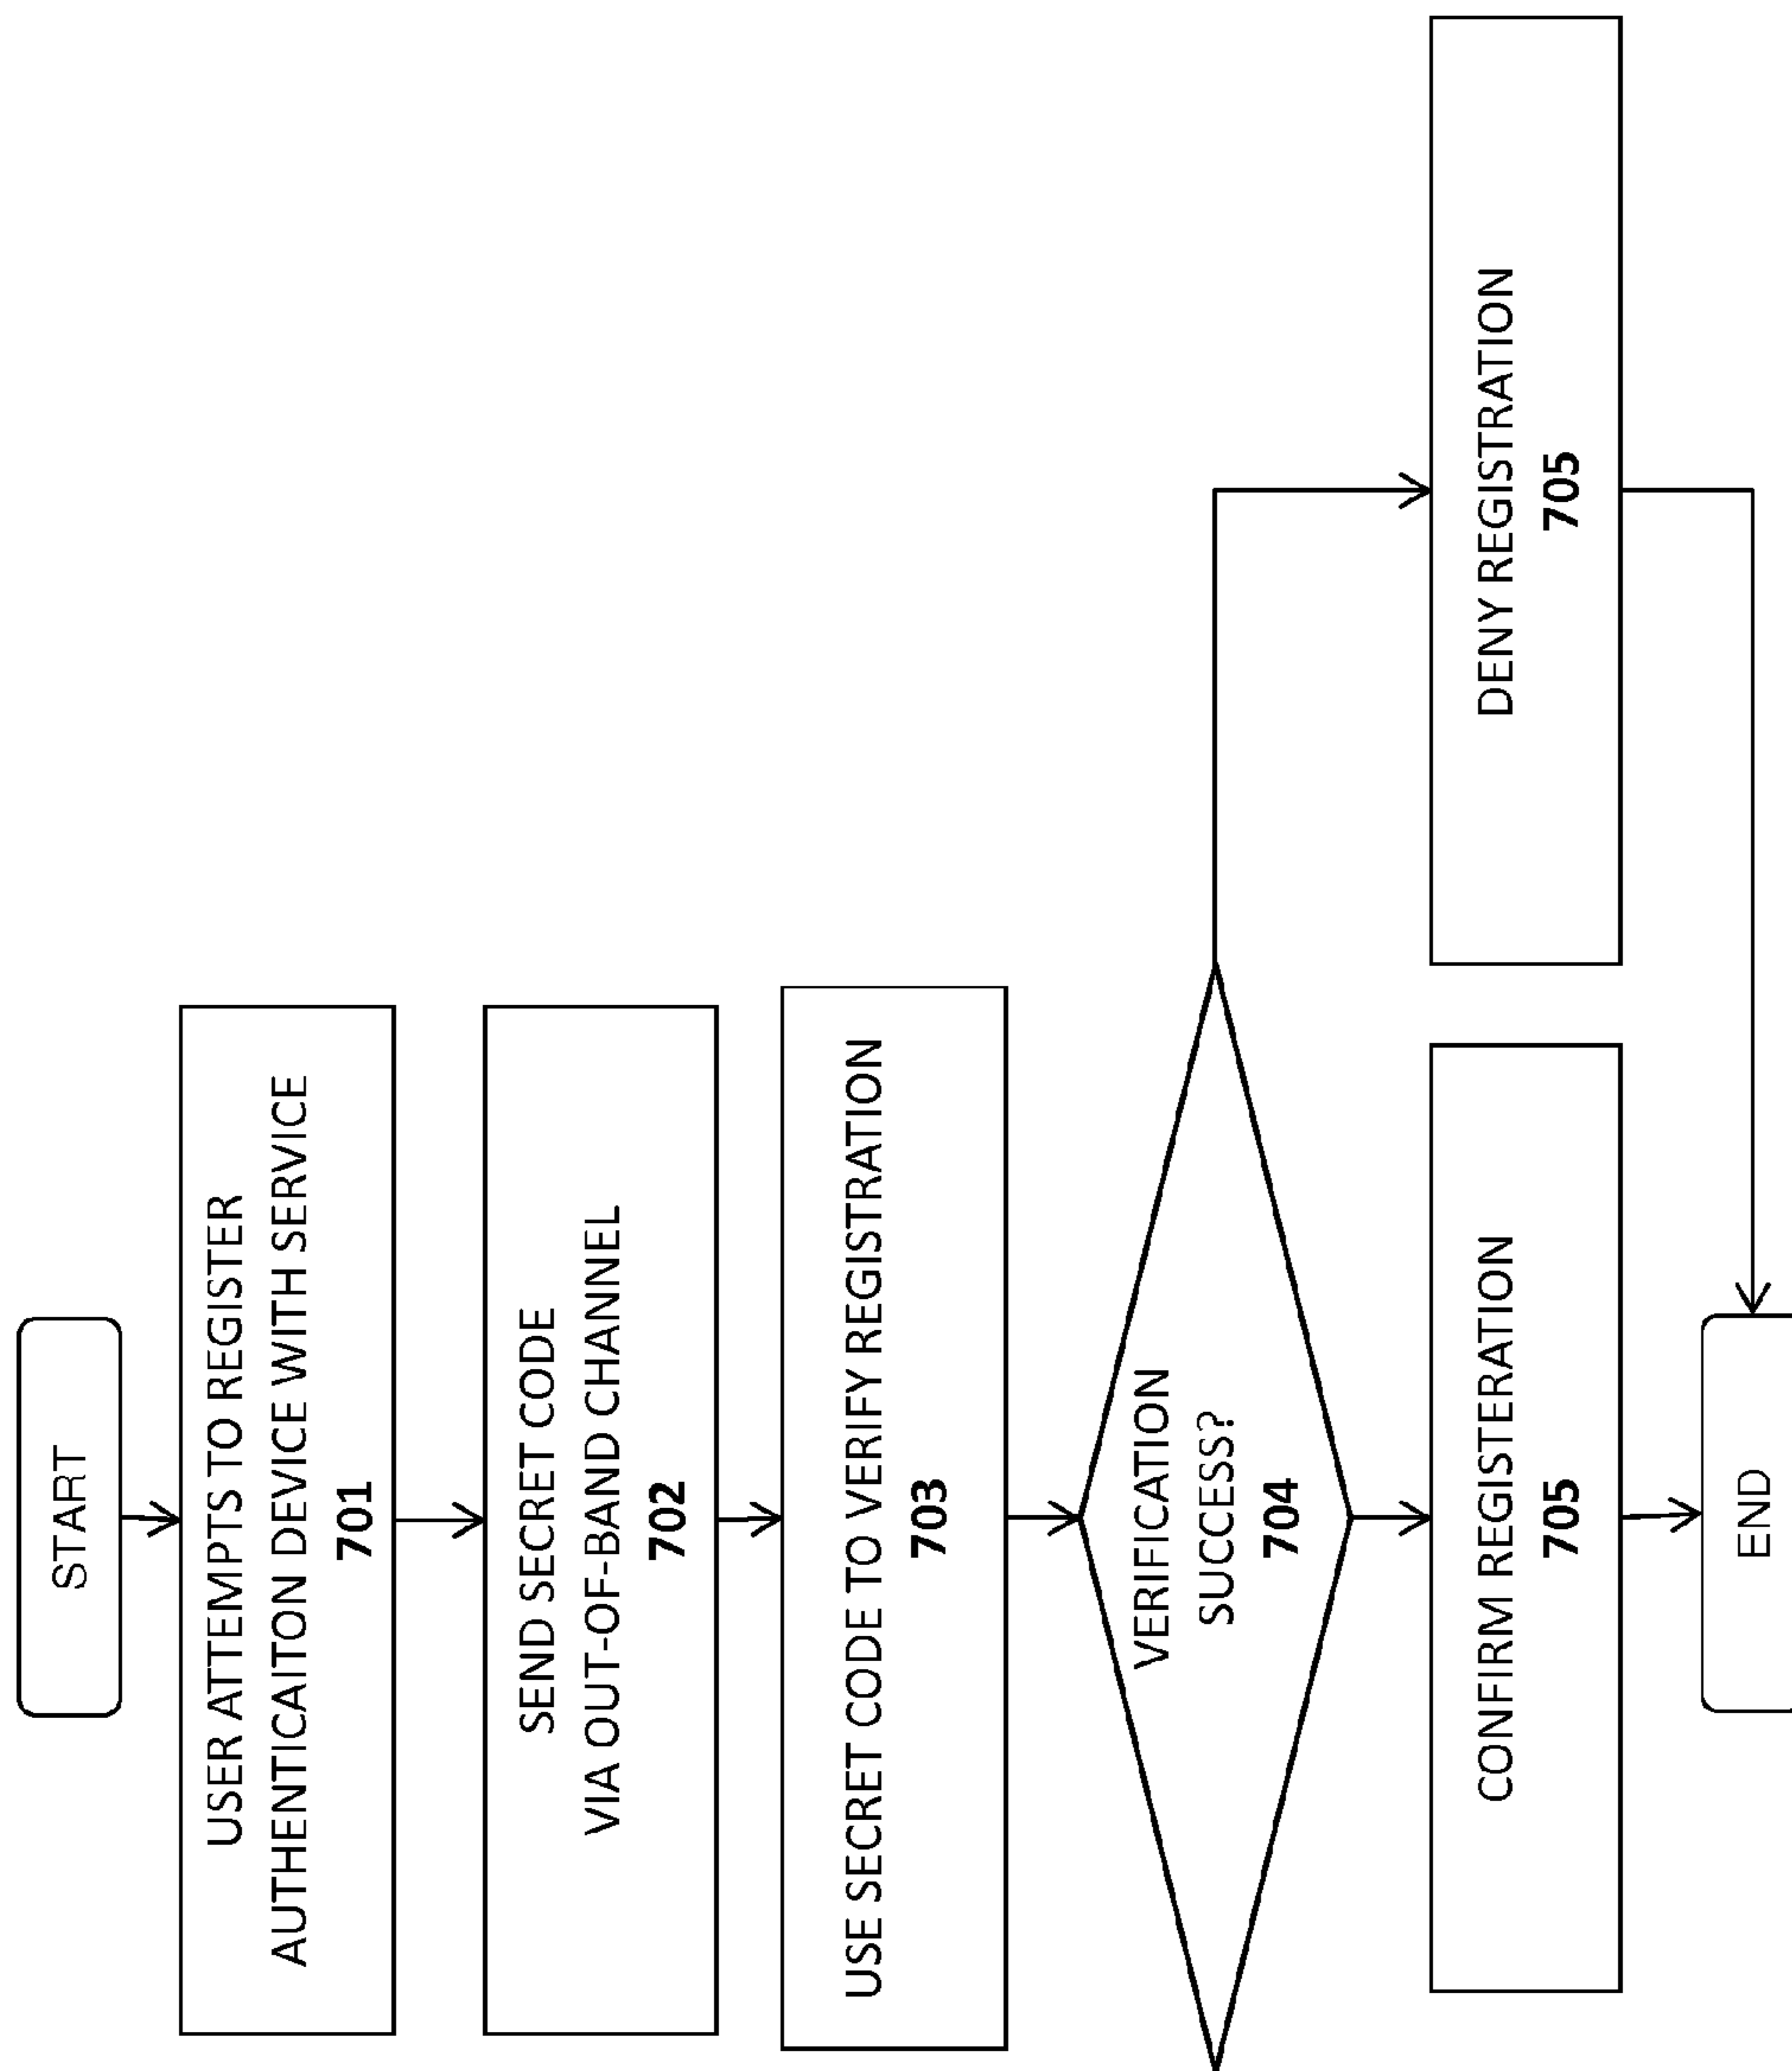 START
USER ATTEMPTS TO REGISTER
AUTHENTICAITON DEVICE WITH SERVICE
701
SEND SECRET CODE
VIA OUT-OF-BAND CHANNEL
702
USE SECRET CODE TO VERIFY REGISTRATION
703
VERIFICATION
SUCCESS?
704
CONFIRM REGISTERATION
705
DENY REGISTRATION
705
END